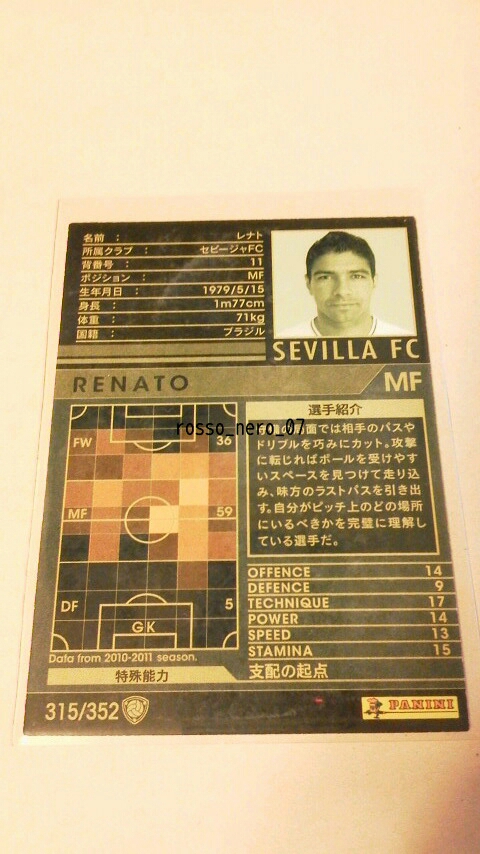 名前 : レナト
所属クラブ : セビージャFC
背番号 : 11
ポジション : MF
生年月日 : 1979/5/15
身長 : 1m77cm
体重 : 71kg
国籍 : ブラジル
SEVILLA FC
RENATO MF
FW 36
MF 59
DF 5
GK
Data from 2010-2011 season.
特殊能力
選手紹介
rosso_nero_07
面では相手のパスや
ドリブルを巧みにカット。攻撃
に転じればボールを受けやす
いスペースを見つけて走り込
み、味方のラストパスを引き出
す。自分がピッチ上のどの場所
にいるべきかを完璧に理解し
ている選手だ。
OFFENCE 14
DEFENCE 9
TECHNIQUE 17
POWER 14
SPEED 13
STAMINA 15
支配の起点
315/352
PANINI